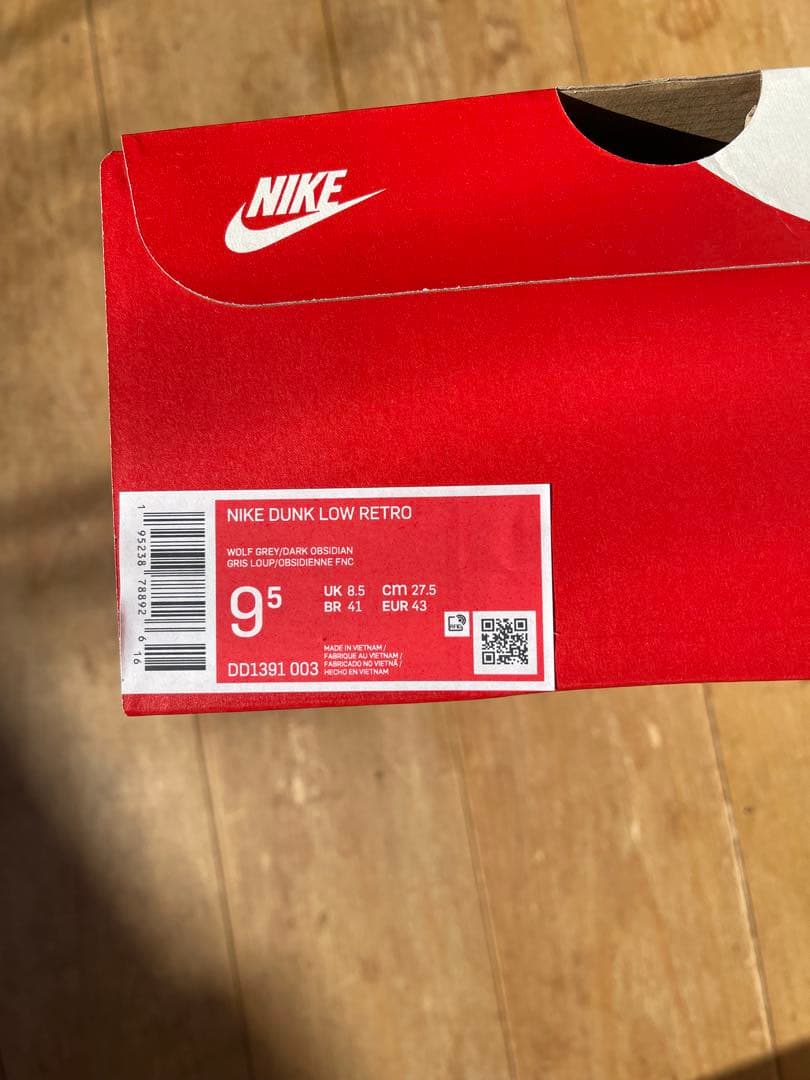 NIKE
NIKE DUNK LOW RETRO
WOLF GREY/DARK OBSIDIAN
GRIS LOUP/OBSIDIENNE FNC
9⁵
UK 8.5 cm 27.5
BR 41 EUR 43
DD1391 003
MADE IN VIETNAM /
FABRIQUE AU VIETNAM /
FABRICADO NO VIETNÃ /
HECHO EN VIETNAM
1 95238 78892 6 16